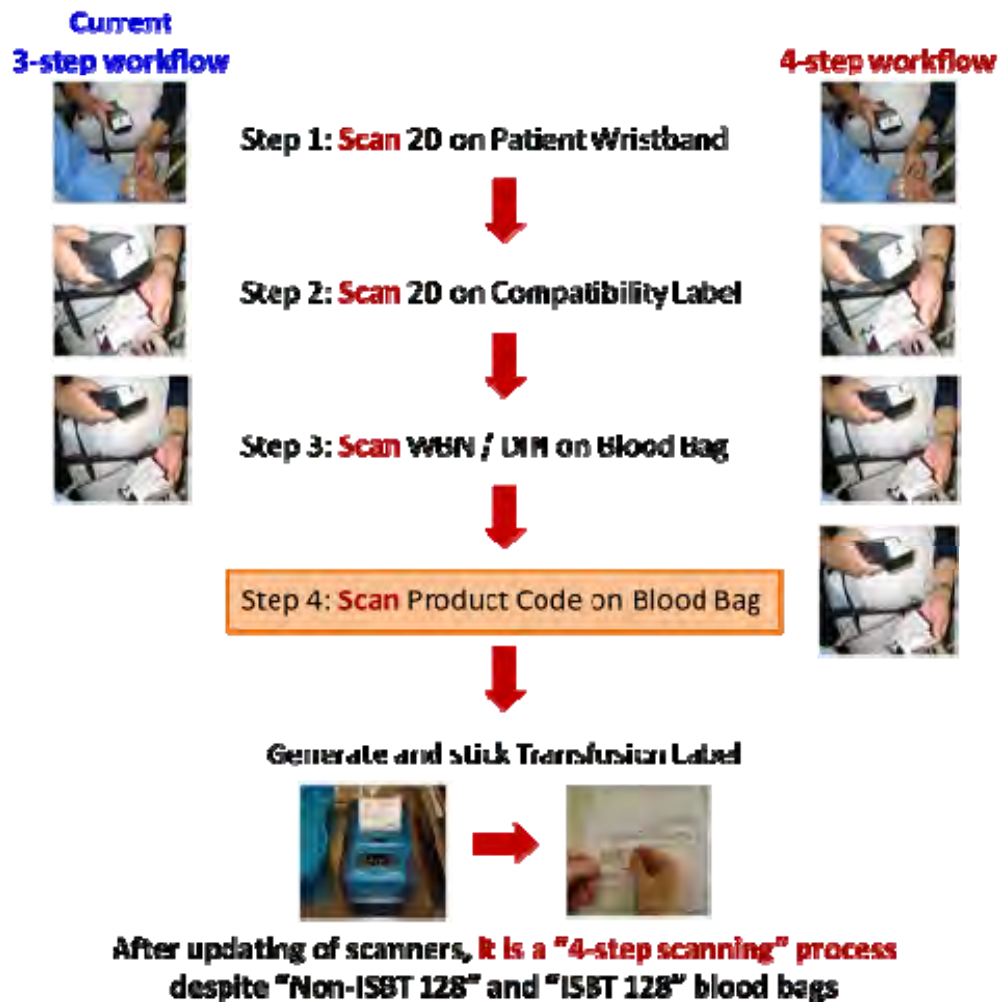 Current
3-step workflow
4-step workflow
Step 1: Scan 2D on Patient Wristband
Step 2: Scan 2D on Compatibility Label
Step 3: Scan WBN / DIN on Blood Bag
Step 4: Scan Product Code on Blood Bag
Generate and stick Transfusion Label
After updating of scanners, it is a “4-step scanning” process
despite “Non-ISBT 128” and “ISBT 128” blood bags